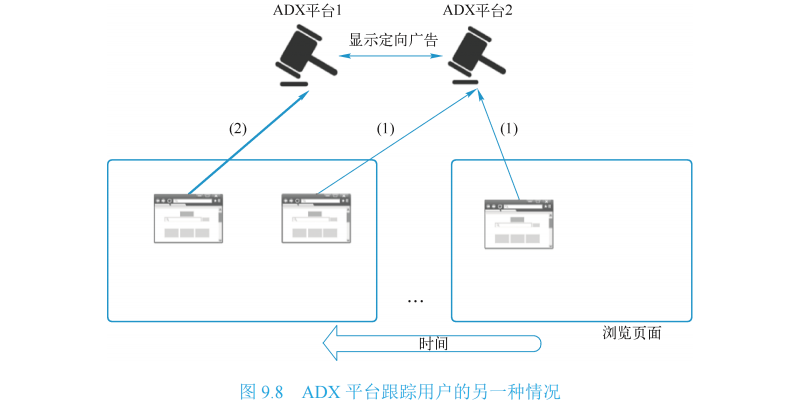 ADX平台1
ADX平台2
显示定向广告
(2)
(1)
(1)
...
浏览页面
时间
图 9.8 ADX 平台跟踪用户的另一种情况